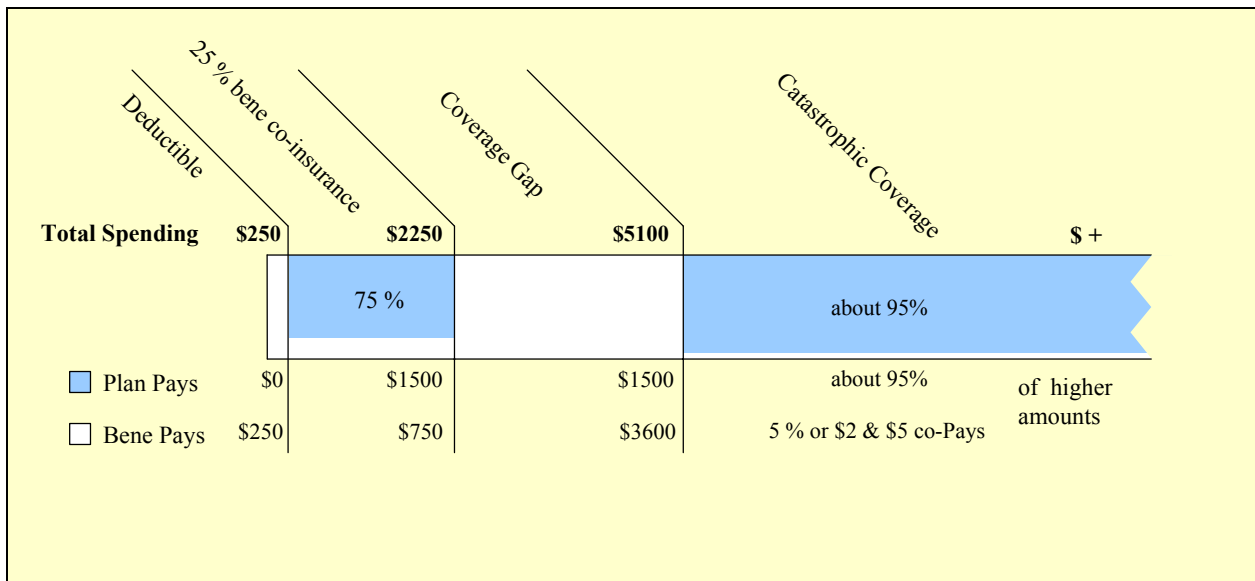 Deductible
25 % bene co-insurance
Coverage Gap
Catastrophic Coverage
Total Spending $250 $2250 $5100 $ +
75 % about 95%
Plan Pays $0 $1500 $1500 about 95%
of higher
amounts
Bene Pays $250 $750 $3600 5 % or $2 & $5 co-Pays